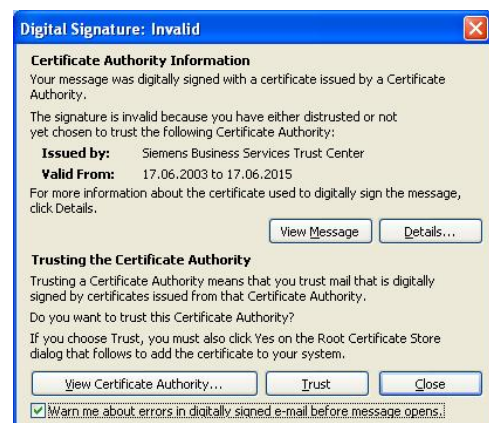 Digital Signature: Invalid
Certificate Authority Information
Your message was digitally signed with a certificate issued by a Certificate
Authority.
The signature is invalid because you have either distrusted or not
yet chosen to trust the following Certificate Authority:
Issued by: Siemens Business Services Trust Center
Valid From: 17.06.2003 to 17.06.2015
For more information about the certificate used to digitally sign the message,
click Details.
View Message Details...
Trusting the Certificate Authority
Trusting a Certificate Authority means that you trust mail that is digitally
signed by certificates issued from that Certificate Authority.
Do you want to trust this Certificate Authority?
If you choose Trust, you must also click Yes on the Root Certificate Store
dialog that follows to add the certificate to your system.
View Certificate Authority... Trust Close
Warn me about errors in digitally signed e-mail before message opens.